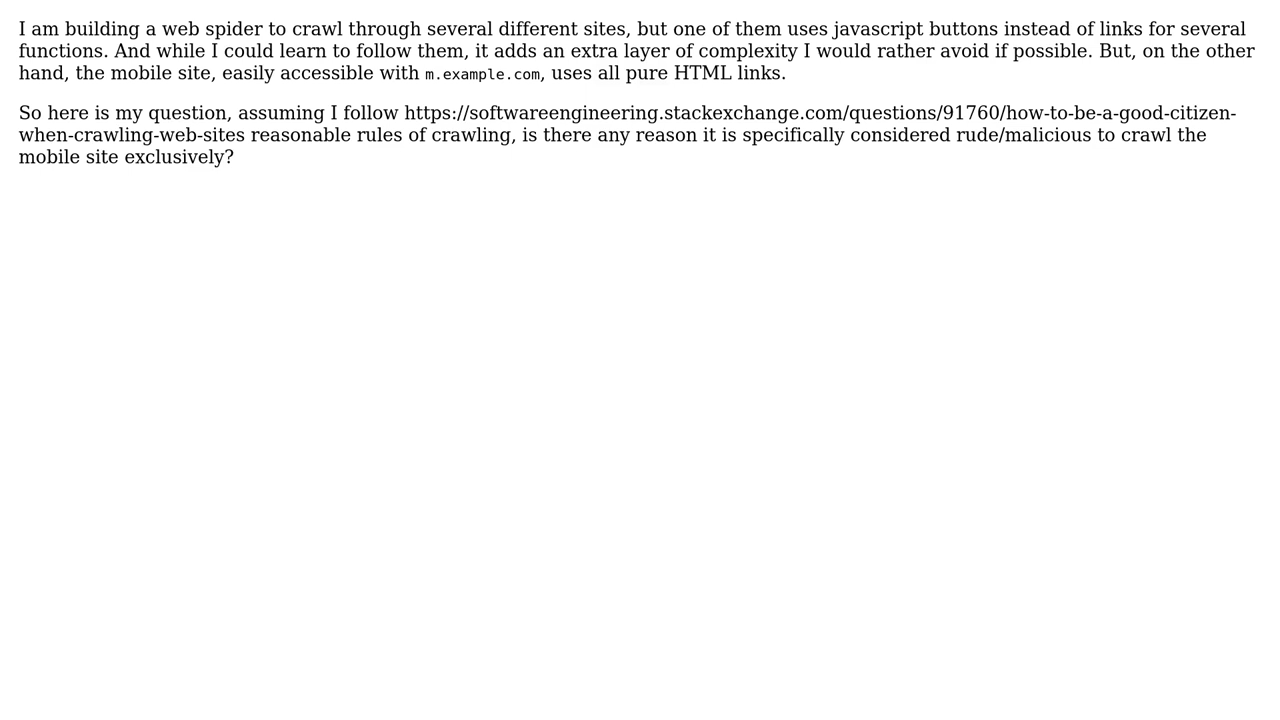 I am building a web spider to crawl through several different sites, but one of them uses javascript buttons instead of links for several
functions. And while I could learn to follow them, it adds an extra layer of complexity I would rather avoid if possible. But, on the other
hand, the mobile site, easily accessible with m.example.com, uses all pure HTML links.
So here is my question, assuming I follow https://softwareengineering.stackexchange.com/questions/91760/how-to-be-a-good-citizen-
when-crawling-web-sites reasonable rules of crawling, is there any reason it is specifically considered rude/malicious to crawl the
mobile site exclusively?